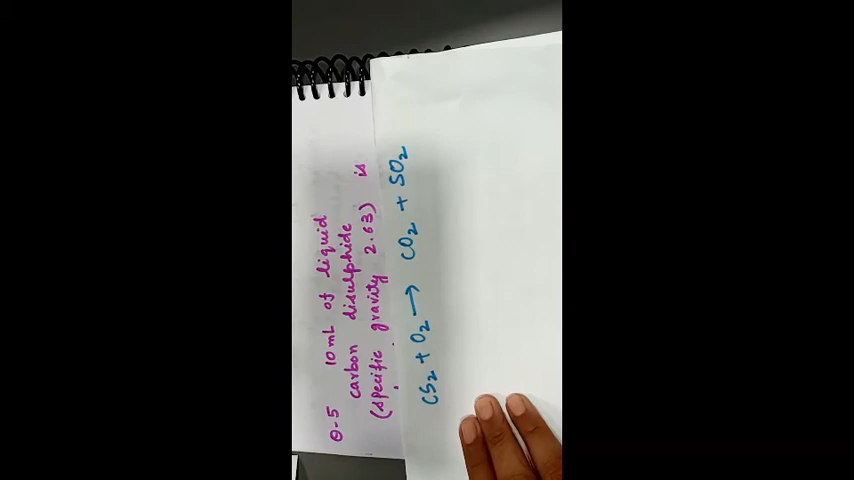 Q-5 10 mL of liquid
carbon disulphide
(specific gravity 2.63) is
CS2 + O2 → CO2 + SO2